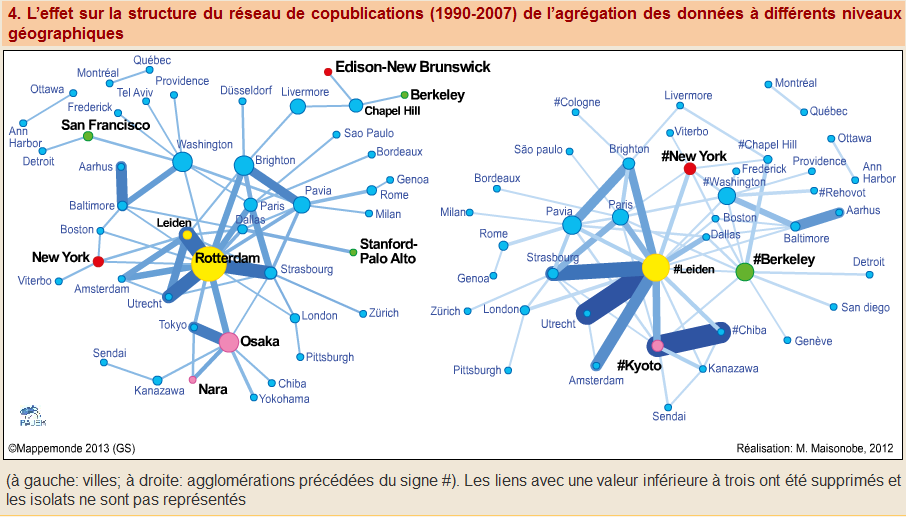 4. L’effet sur la structure du réseau de copublications (1990-2007) de l’agrégation des données à différents niveaux
géographiques
Québec
Montréal
Providence
Ottawa
Tel Aviv
Frederick
San Francisco
Ann
Harbor
Detroit
Washington
Aarhus
Baltimore
Düsseldorf
Livermore
Edison-New Brunswick
Berkeley
Chapel Hill
Sao Paulo
Brighton
Bordeaux
Pavia
Genoa
Rome
Milan
Paris
Dallas
Leiden
Boston
New York
Rotterdam
Stanford-
Palo Alto
Strasbourg
Viterbo
Amsterdam
Utrecht
Zürich
London
Tokyo
Osaka
Pittsburgh
Sendai
Nara
Kanazawa
Chiba
Yokohama
PAJEK
#Cologne
Livermore
Montréal
Québec
Viterbo
#Chapel Hill
Ottawa
São paulo
Brighton
#New York
Frederick
Providence
Ann
Harbor
#Washington
#Rehovot
Bordeaux
Pavia
Paris
Milan
Boston
Aarhus
Dallas
Baltimore
Rome
Strasbourg
#Leiden
#Berkeley
Genoa
Detroit
Zürich
London
Utrecht
San diego
#Chiba
Genève
#Kyoto
Pittsburgh
Amsterdam
Kanazawa
Sendai
©Mappemonde 2013 (GS)
Réalisation: M. Maisonobe, 2012
(à gauche: villes; à droite: agglomérations précédées du signe #). Les liens avec une valeur inférieure à trois ont été supprimés et
les isolats ne sont pas représentés